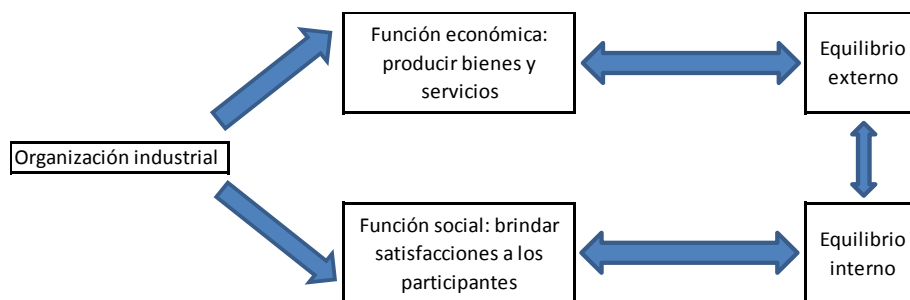 Función económica:
producir bienes y
servicios
Equilibrio
externo
Organización industrial
Función social: brindar
satisfacciones a los
participantes
Equilibrio
interno